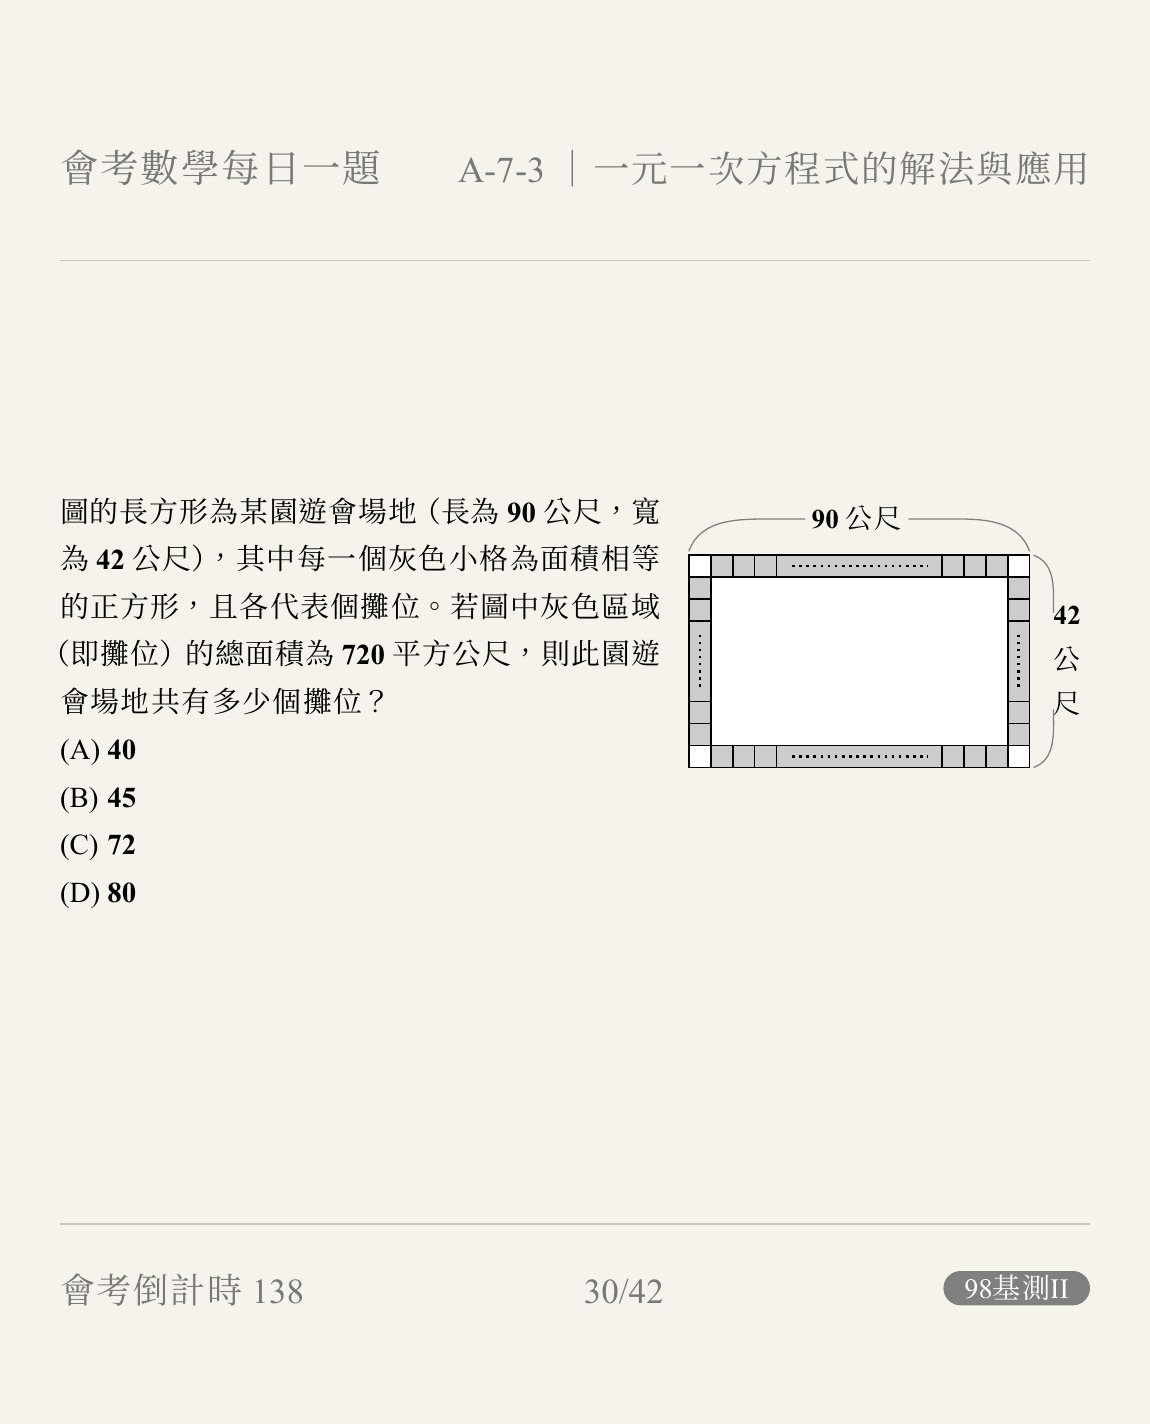 會考數學每日一題
A-7-3｜一元一次方程式的解法與應用
圖的長方形為某園遊會場地（長為 90 公尺，寬
為 42 公尺），其中每一個灰色小格為面積相等
的正方形，且各代表個攤位。若圖中灰色區域
（即攤位）的總面積為 720 平方公尺，則此園遊
會場地共有多少個攤位？
(A) 40
(B) 45
(C) 72
(D) 80
90 公尺
42
公
尺
會考倒計時 138
30/42
98基測II